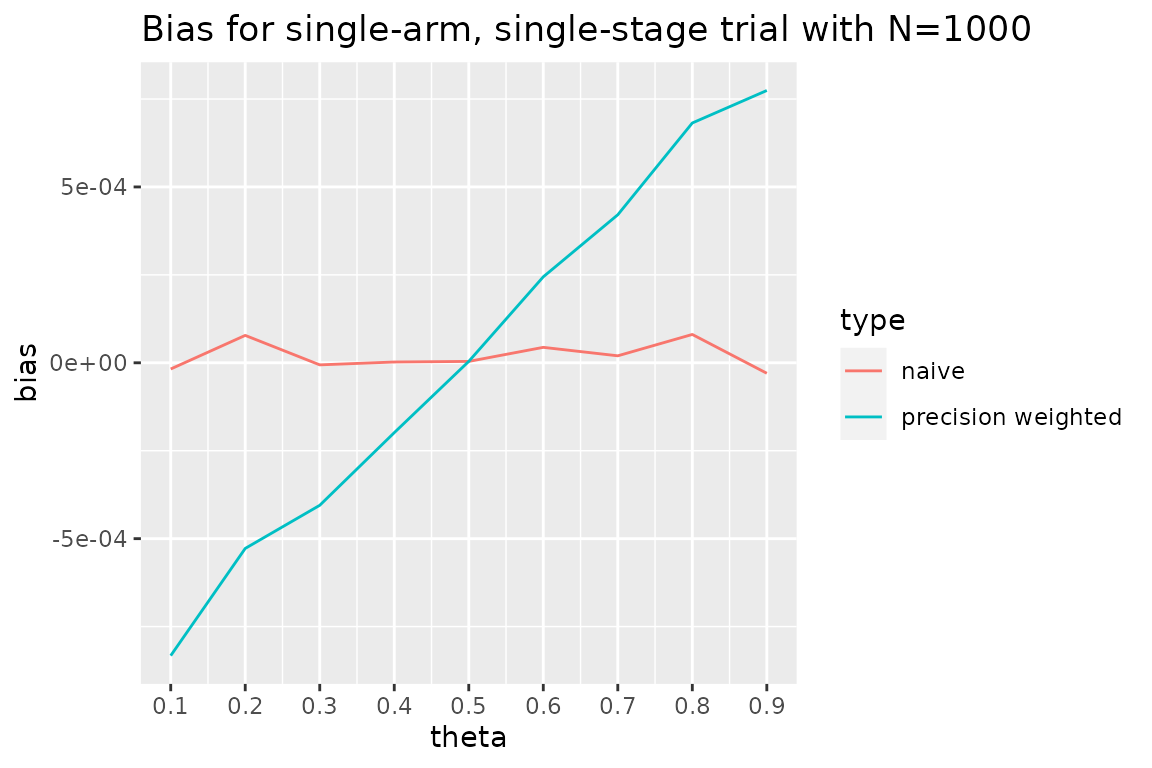 Bias for single-arm, single-stage trial with N=1000
bias
5e-04
0e+00
-5e-04
0.1 0.2 0.3 0.4 0.5 0.6 0.7 0.8 0.9
theta
type
naive
precision weighted